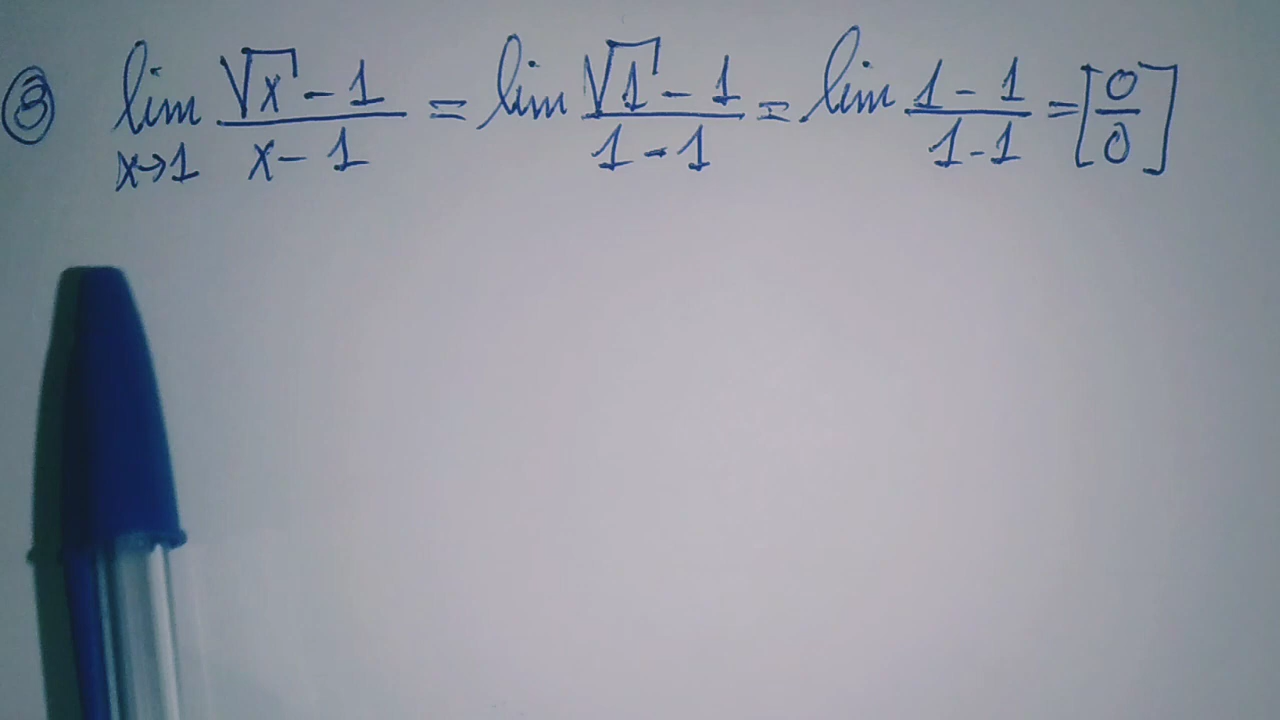 ③ lim x→1 (√x - 1)/(x - 1) = lim (√1 - 1)/(1 - 1) = lim (1 - 1)/(1 - 1) = [0/0]